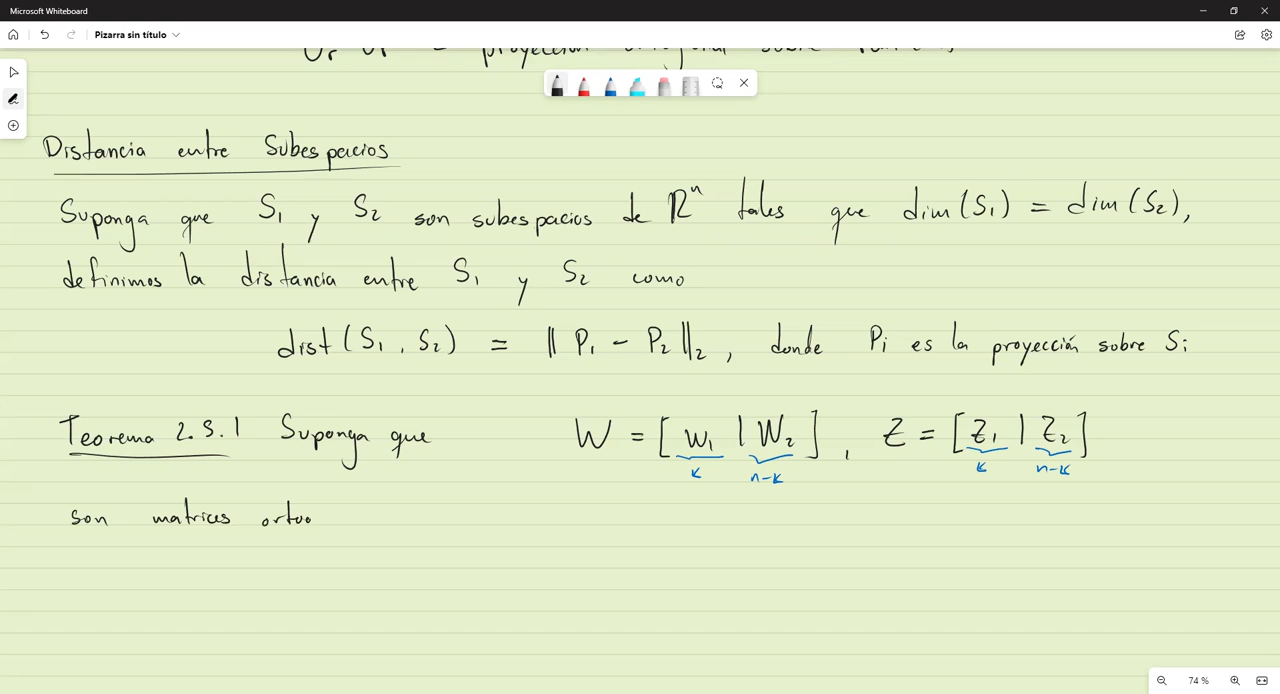 Microsoft Whiteboard
Pizarra sin título
proyección sobre
Distancia entre Subespacios
Suponga que S₁ y S₂ son subespacios de ℝⁿ tales que dim(S₁) = dim(S₂),
definimos la distancia entre S₁ y S₂ como
dist(S₁, S₂) = ‖P₁ - P₂‖₂, donde Pᵢ es la proyección sobre Sᵢ
Teorema 2.5.1 Suponga que W = [W₁ | W₂], Z = [Z₁ | Z₂]
k n-k k n-k
son matrices orto
74 %